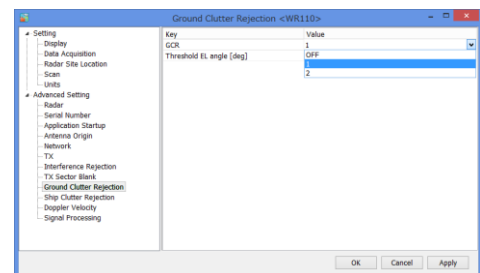 Ground Clutter Rejection <WR110>
Setting
Display
Data Acquisition
Radar Site Location
Scan
Units
Advanced Setting
Radar
Serial Number
Application Startup
Antenna Origin
Network
TX
Interference Rejection
TX Sector Blank
Ground Clutter Rejection
Ship Clutter Rejection
Doppler Velocity
Signal Processing
Key Value
GCR 1
Threshold EL angle [deg] OFF
1
2
OK Cancel Apply